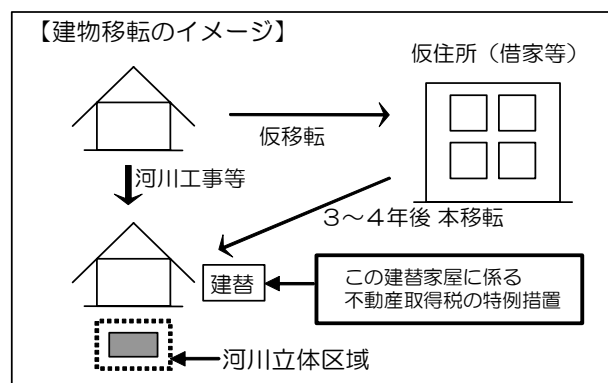 【建物移転のイメージ】
仮住所（借家等）
仮移転
河川工事等
３～４年後 本移転
建替
この建替家屋に係る
不動産取得税の特例措置
河川立体区域